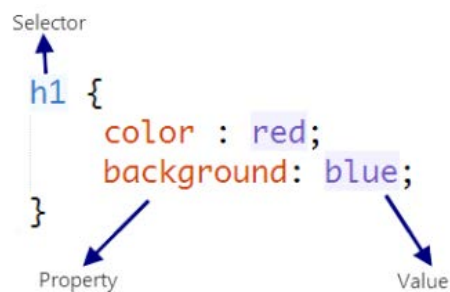 Selector
h1 {
color : red;
background: blue;
}
Property
Value